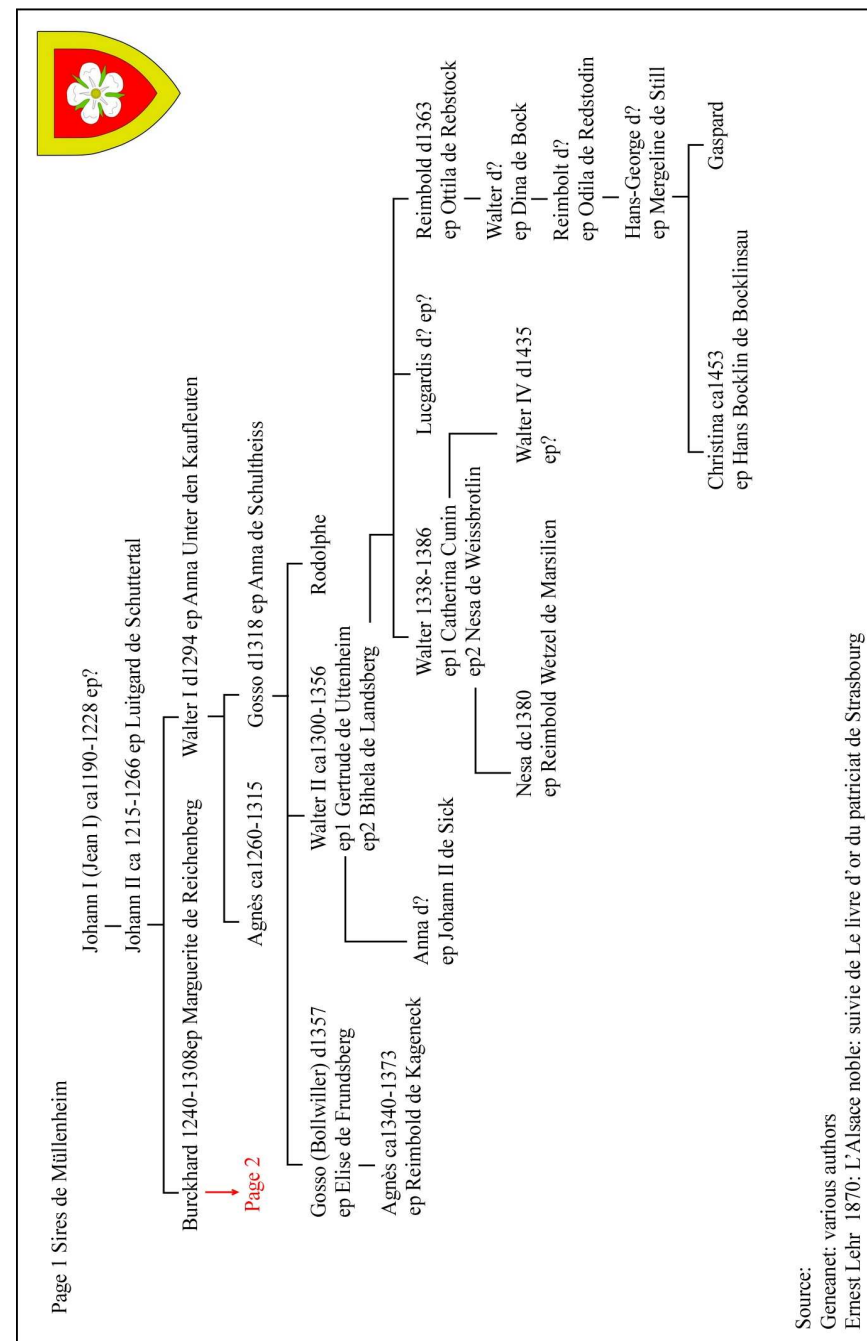 Page 1 Sires de Müllenheim
Johann I (Jean I) ca1190-1228 ep?
Johann II ca 1215-1266 ep Luitgard de Schuttertal
Burckhard 1240-1308ep Marguerite de Reichenberg
Walter I d1294 ep Anna Unter den Kaufleuten
Page 2
Agnès ca1260-1315
Gosso d1318 ep Anna de Schultheiss
Gosso (Bollwiller) d1357
ep Elise de Frundsberg
Walter II ca1300-1356
ep1 Gertrude de Uttenheim
ep2 Bihela de Landsberg
Rodolphe
Agnès ca1340-1373
ep Reimbold de Kageneck
Anna d?
ep Johann II de Sick
Walter 1338-1386
ep1 Catherina Cunin
ep2 Nesa de Weissbrotlin
Lucgardis d? ep?
Reimbold d1363
ep Ottila de Rebstock
Walter d?
ep Dina de Bock
Nesa dc1380
ep Reimbold Wetzel de Marsilien
Walter IV d1435
ep?
Reimbolt d?
ep Odila de Redstodin
Hans-George d?
ep Mergeline de Still
Christina ca1453
ep Hans Bocklin de Bocklinsau
Gaspard
Source:
Geneanet: various authors
Ernest Lehr 1870: L'Alsace noble: suivie de Le livre d'or du patriciat de Strasbourg